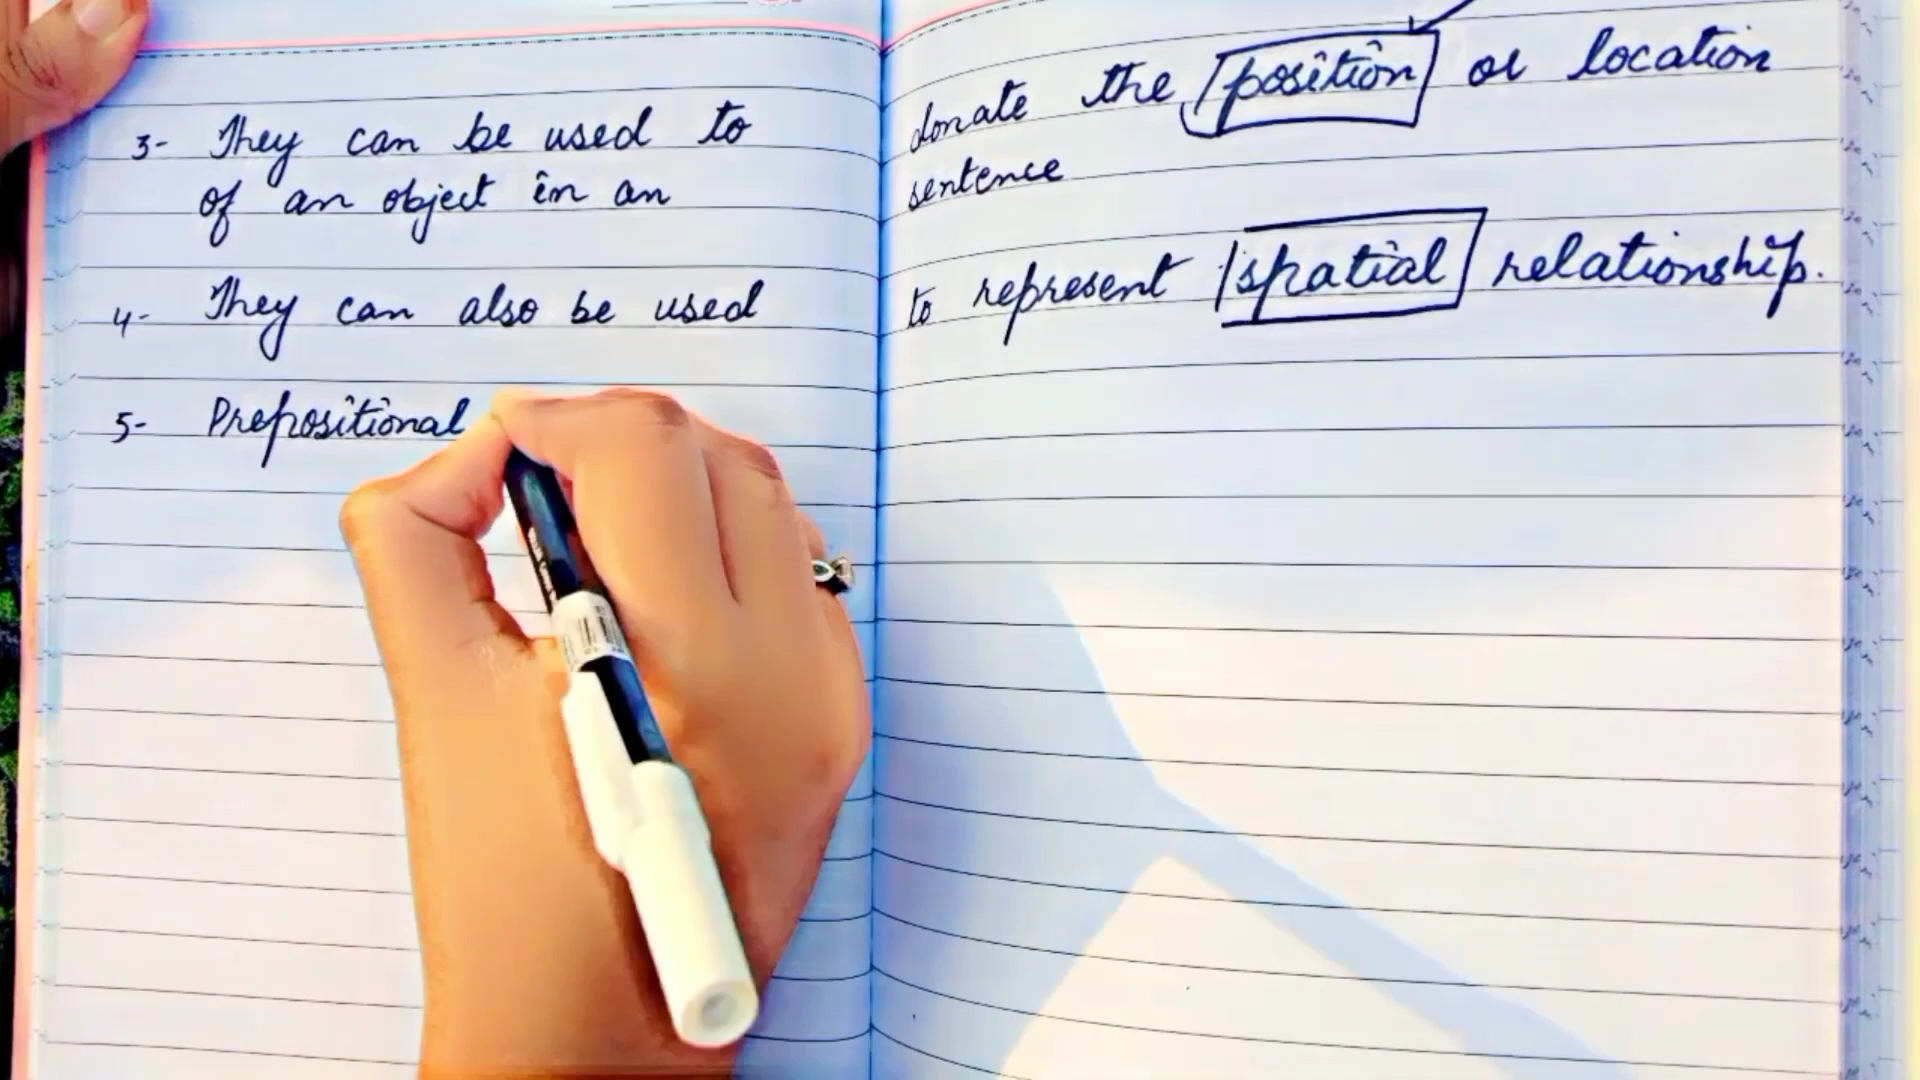 3- They can be used to donate the position or location
of an object in an sentence
4- They can also be used to represent spatial relationship.
5- Prepositional